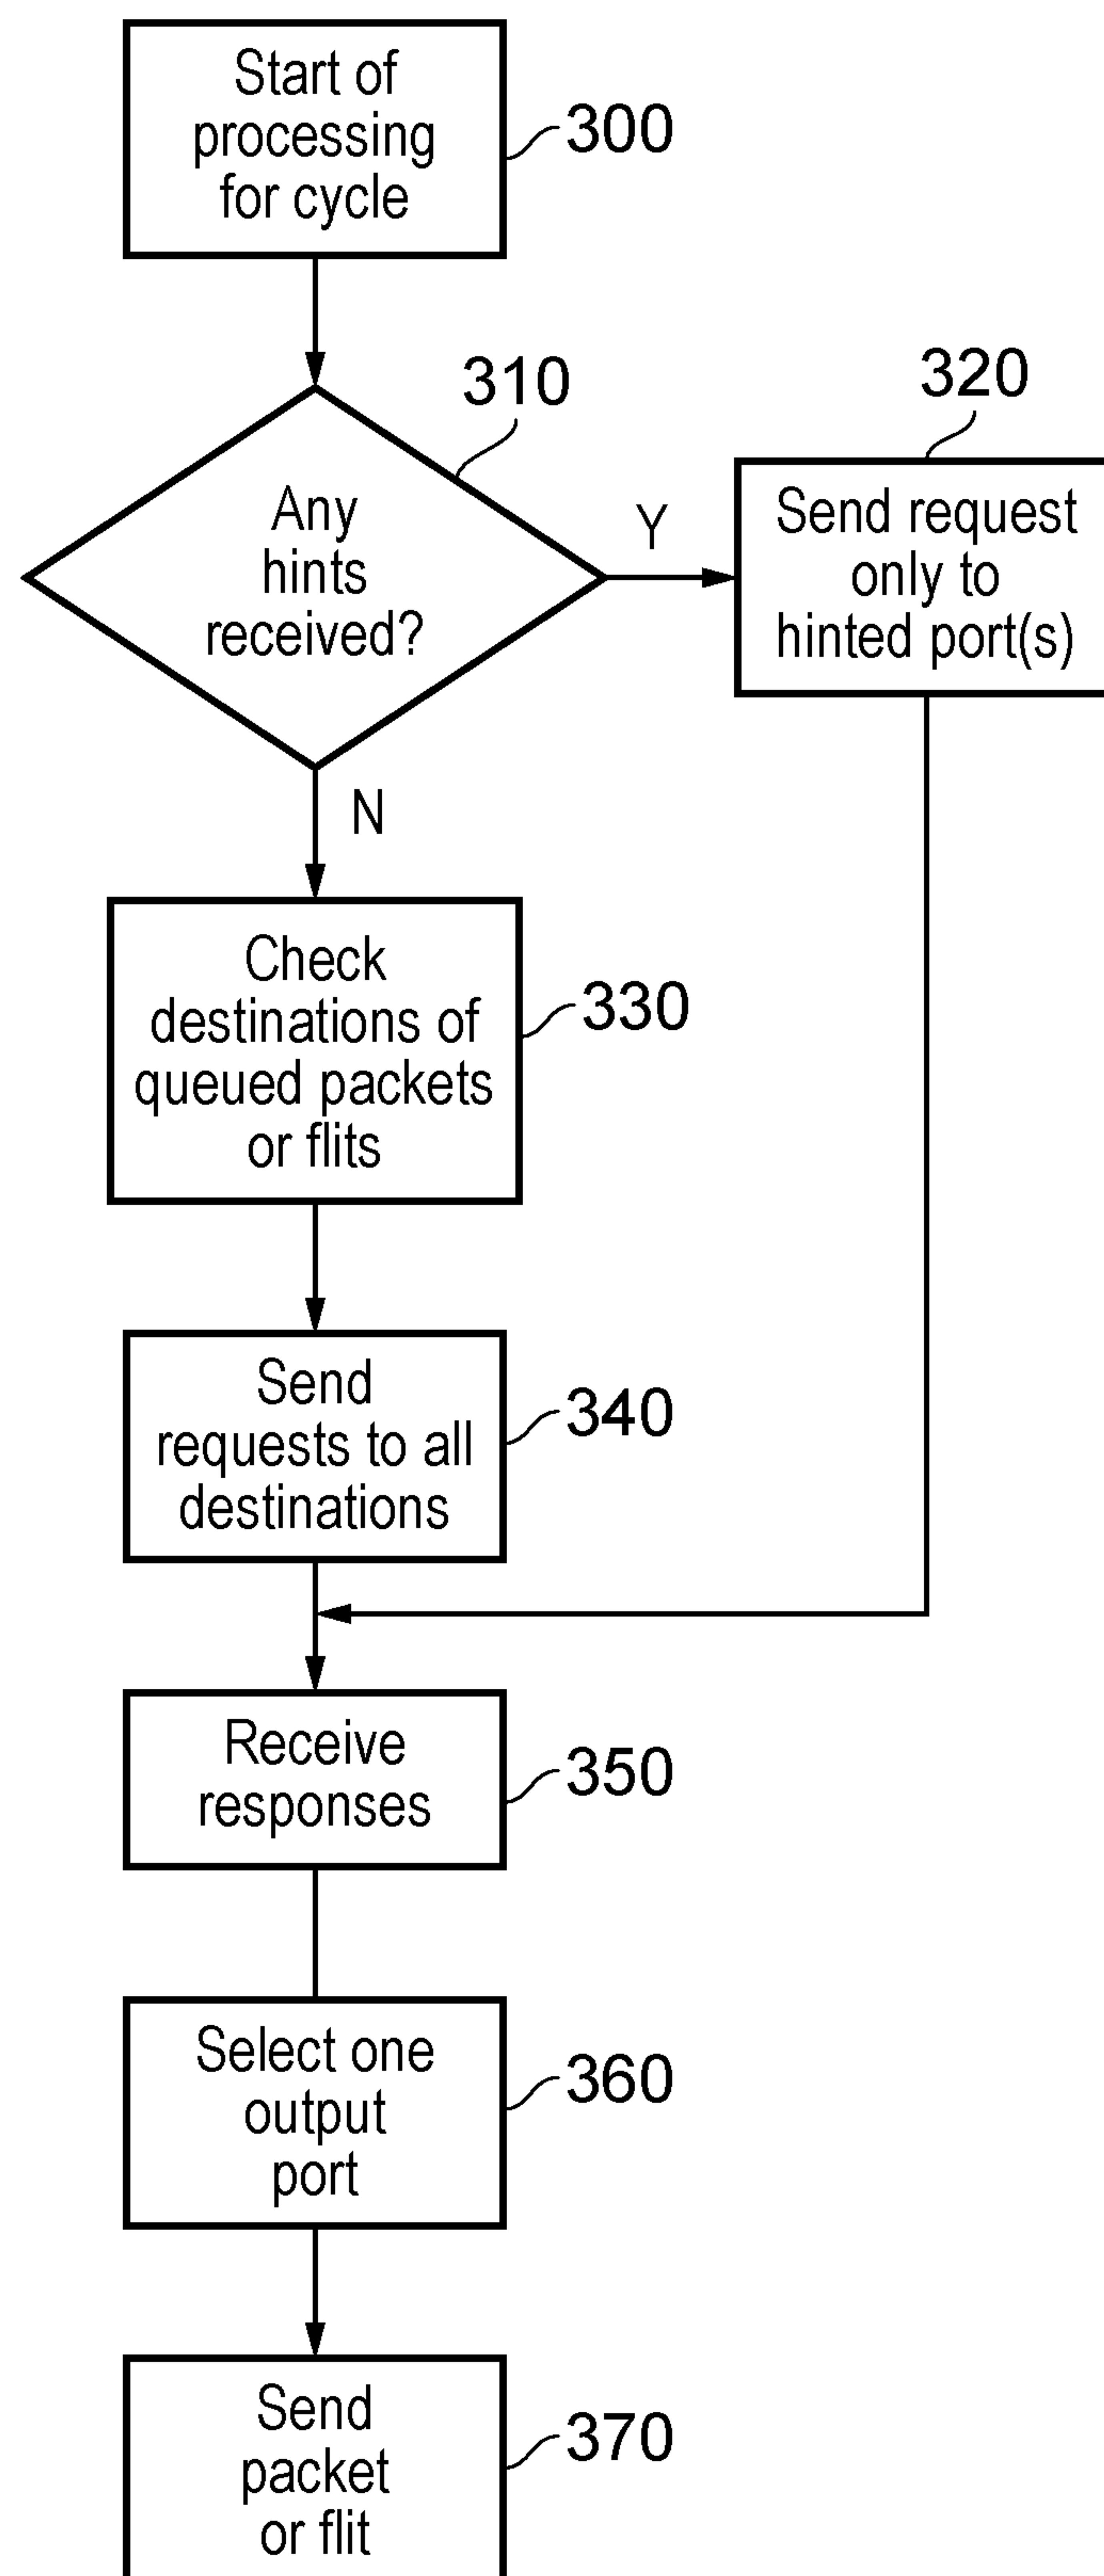 Start of
processing
for cycle
300
310
320
Any
hints
received?
Y
Send request
only to
hinted port(s)
N
Check
destinations of
queued packets
or flits
330
Send
requests to all
destinations
340
Receive
responses
350
Select one
output
port
360
Send
packet
or flit
370